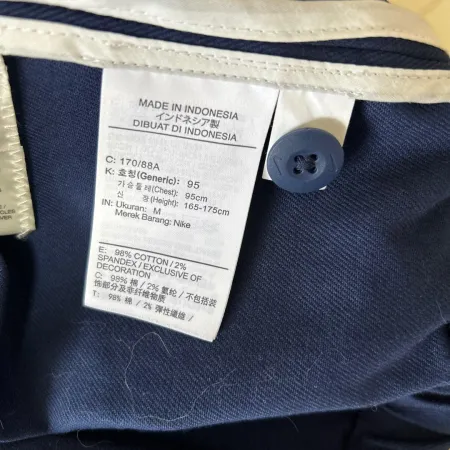 MADE IN INDONESIA
インドネシア製
DIBUAT DI INDONESIA
C: 170/88A
K: 호칭(Generic): 95
가슴둘레(Chest): 95cm
신 장(Height): 165-175cm
IN: Ukuran: M
Merek Barang: Nike
E: 98% COTTON / 2%
SPANDEX / EXCLUSIVE OF
DECORATION
C: 98% 棉 / 2% 氨纶 / 不包括装
饰部分及非纤维物质
T: 98% 棉 / 2% 彈性纖維 /